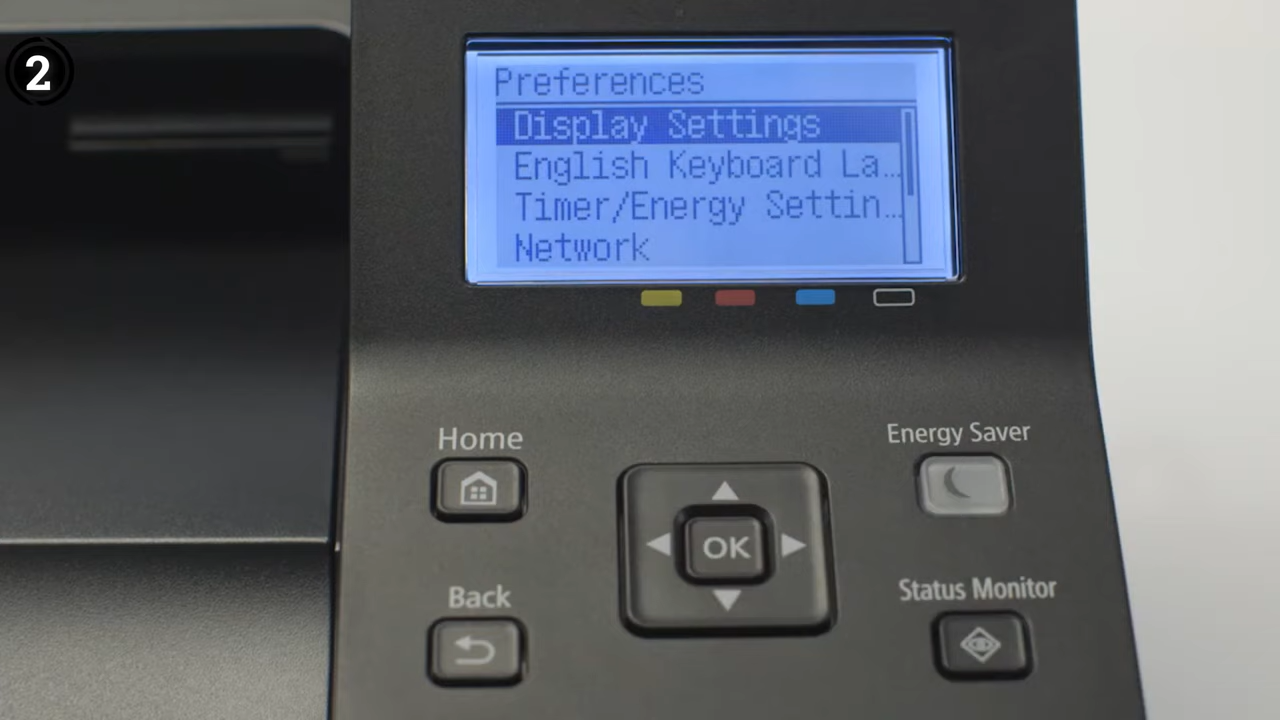 2
Preferences
Display Settings
English Keyboard La...
Timer/Energy Settin...
Network
Home
Energy Saver
OK
Back
Status Monitor